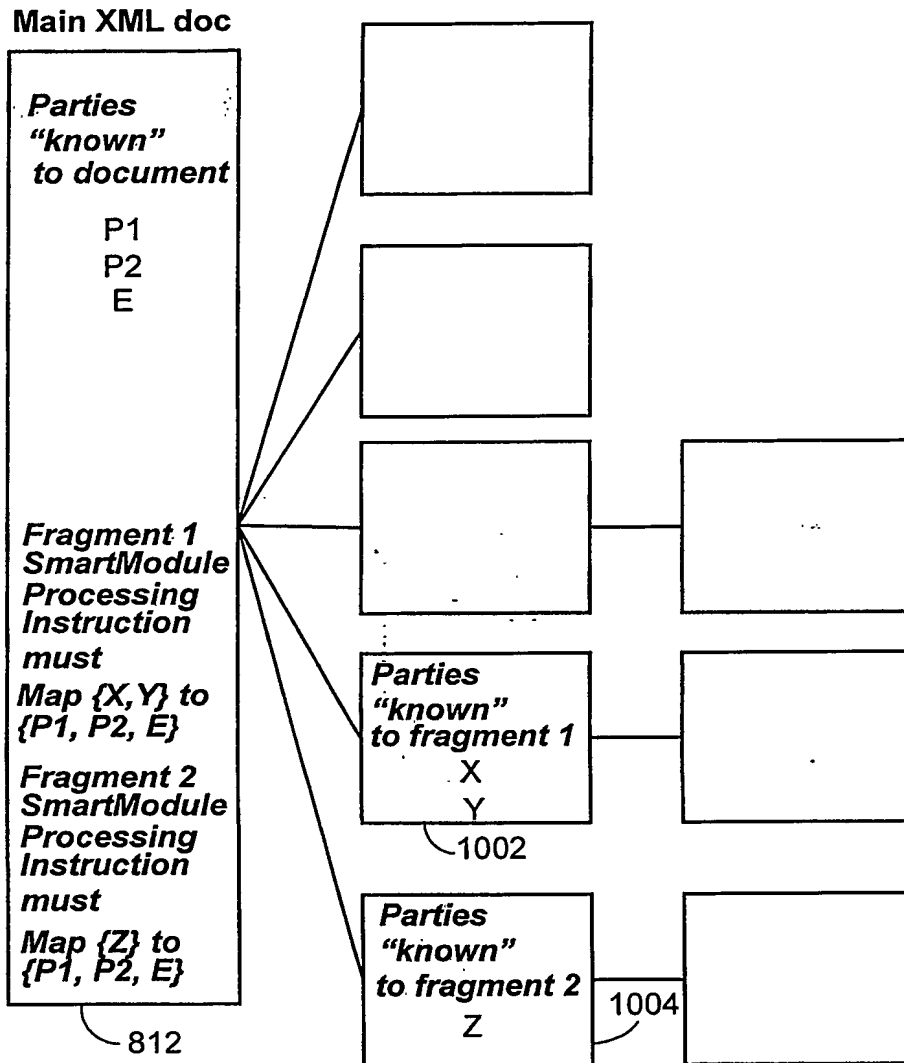 Main XML doc
Parties
“known”
to document
P1
P2
E
Fragment 1
SmartModule
Processing
Instruction
must
Map {X,Y} to
{P1, P2, E}
Fragment 2
SmartModule
Processing
Instruction
must
Map {Z} to
{P1, P2, E}
812
Parties
“known”
to fragment 1
X
Y
1002
Parties
“known”
to fragment 2
Z
1004